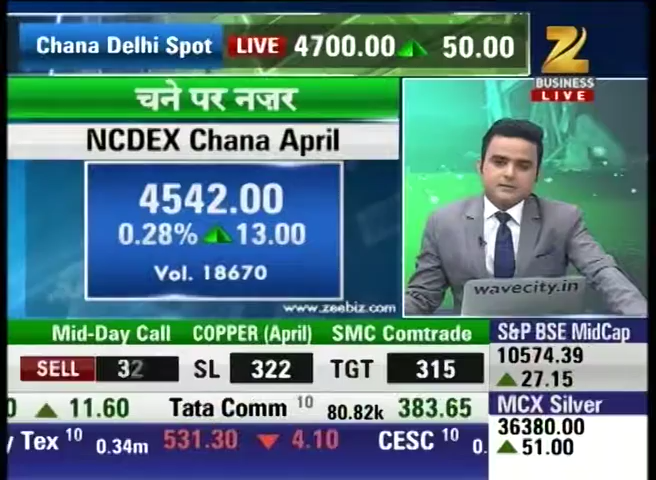 Chana Delhi Spot LIVE 4700.00 50.00
Z
BUSINESS
LIVE
चने पर नज़र
NCDEX Chana April
4542.00
0.28% 13.00
Vol. 18670
www.zeebiz.com
wavecity.in
Mid-Day Call COPPER (April) SMC Comtrade
SELL 32 SL 322 TGT 315
S&P BSE MidCap
10574.39
27.15
0 11.60 Tata Comm 10 80.82k 383.65
MCX Silver
36380.00
51.00
y Tex 10 0.34m 531.30 4.10 CESC 10 0.